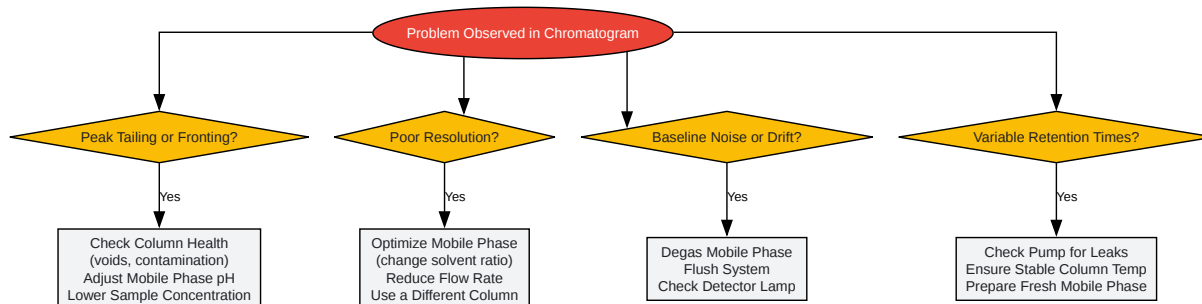 Problem Observed in Chromatogram
Peak Tailing or Fronting?
Poor Resolution?
Baseline Noise or Drift?
Variable Retention Times?
Yes
Yes
Yes
Yes
Check Column Health
(voids, contamination)
Adjust Mobile Phase pH
Lower Sample Concentration
Optimize Mobile Phase
(change solvent ratio)
Reduce Flow Rate
Use a Different Column
Degas Mobile Phase
Flush System
Check Detector Lamp
Check Pump for Leaks
Ensure Stable Column Temp
Prepare Fresh Mobile Phase